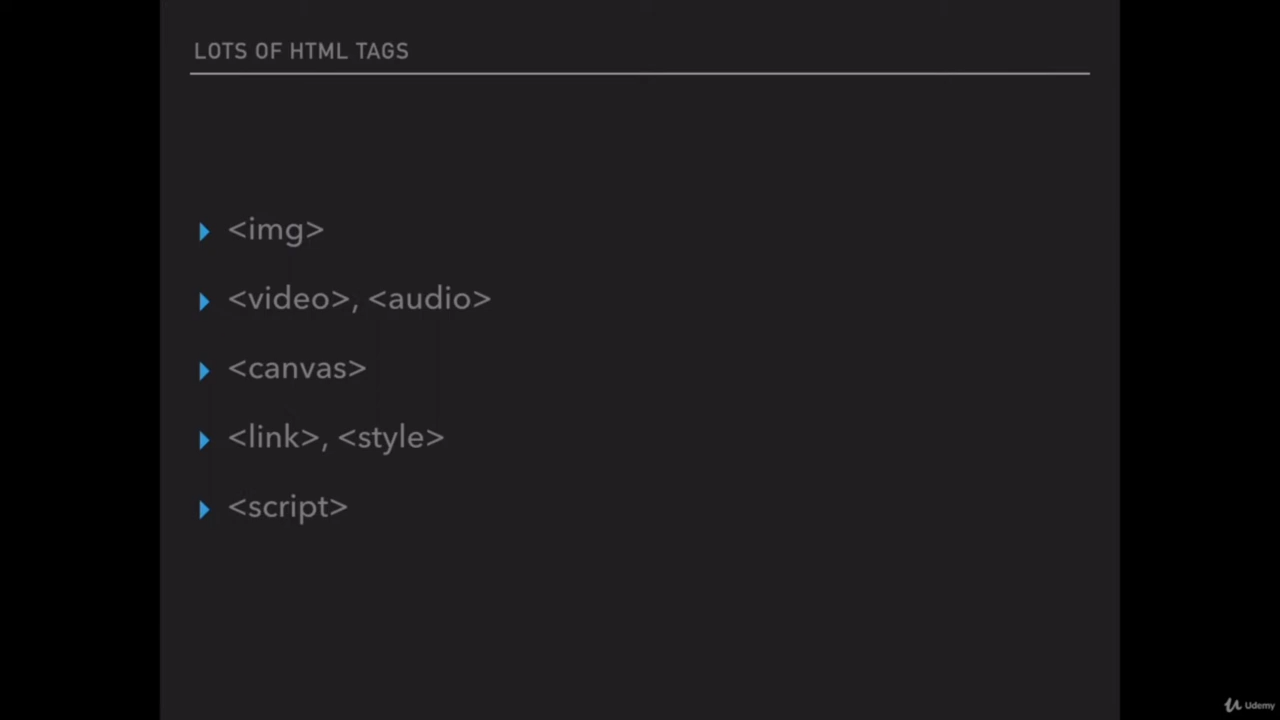 LOTS OF HTML TAGS
<img>
<video>, <audio>
<canvas>
<link>, <style>
<script>
Udemy